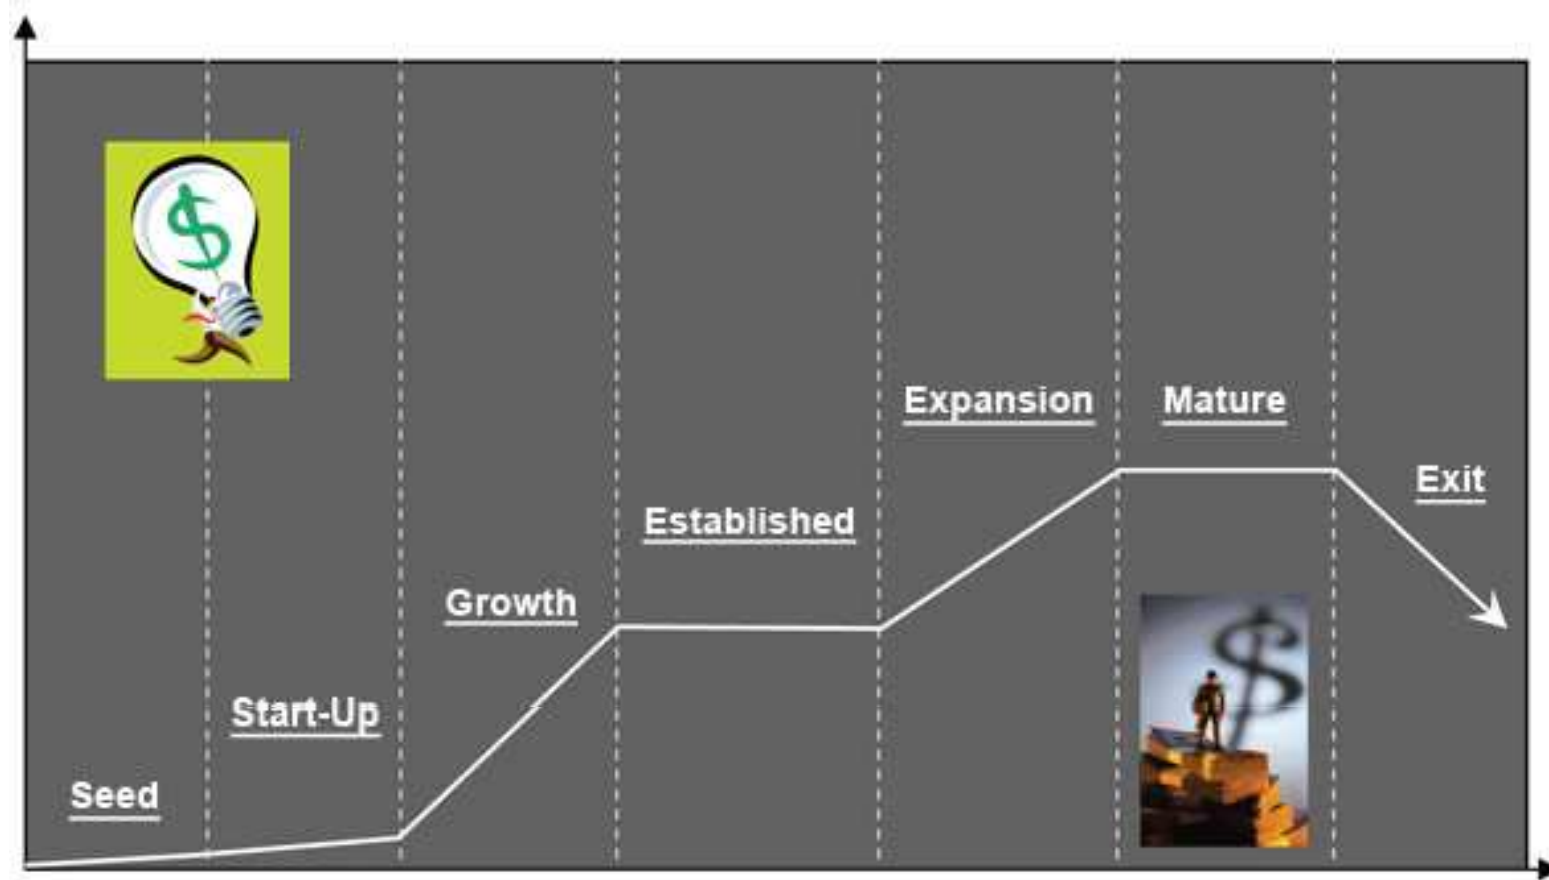 Seed
Start-Up
Growth
Established
Expansion
Mature
Exit